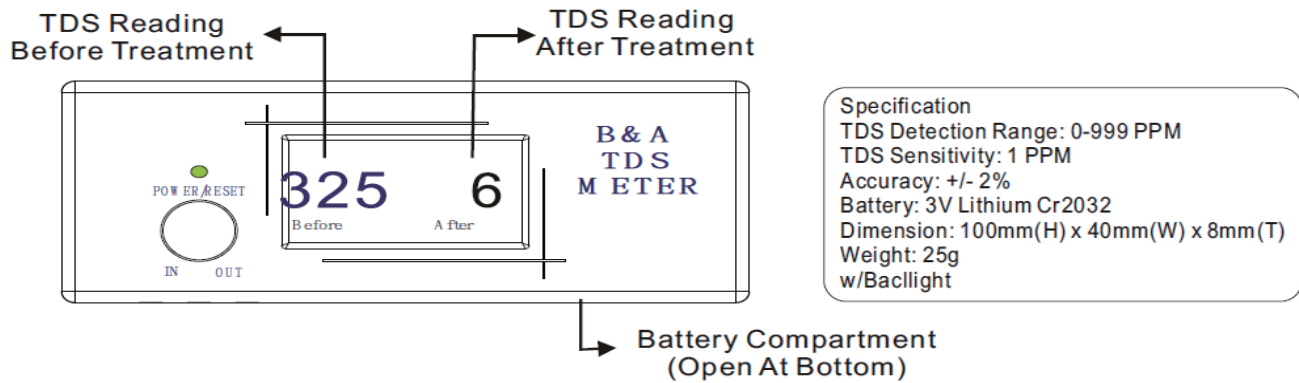 TDS Reading
Before Treatment
TDS Reading
After Treatment
POWER/RESET
IN OUT
325 6
Before After
B & A
TDS
METER
Specification
TDS Detection Range: 0-999 PPM
TDS Sensitivity: 1 PPM
Accuracy: +/- 2%
Battery: 3V Lithium Cr2032
Dimension: 100mm(H) x 40mm(W) x 8mm(T)
Weight: 25g
w/Bacllight
Battery Compartment
(Open At Bottom)